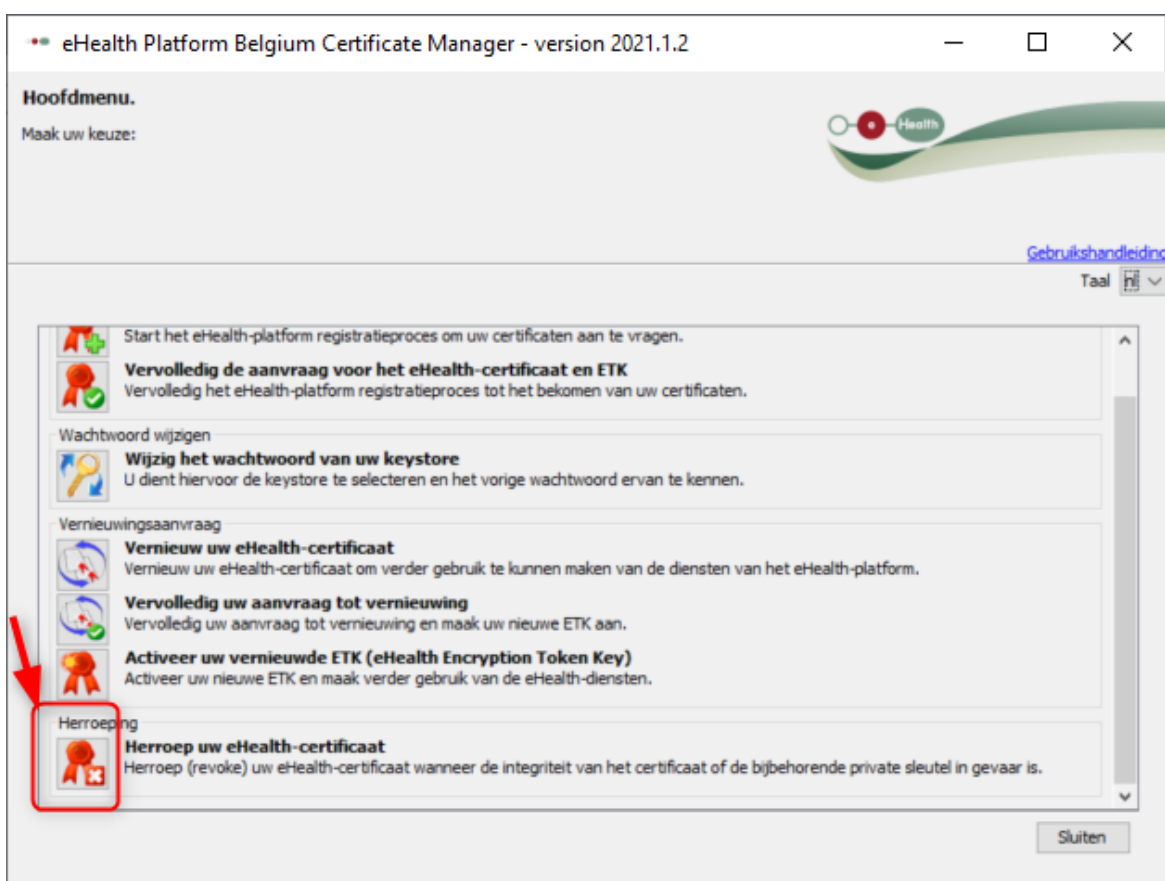 eHealth Platform Belgium Certificate Manager - version 2021.1.2
Hoofdmenu.
Maak uw keuze:
e Health
Gebruikshandleiding
Taal nl
Start het eHealth-platform registratieproces om uw certificaten aan te vragen.
Vervolledig de aanvraag voor het eHealth-certificaat en ETK
Vervolledig het eHealth-platform registratieproces tot het bekomen van uw certificaten.
Wachtwoord wijzigen
Wijzig het wachtwoord van uw keystore
U dient hiervoor de keystore te selecteren en het vorige wachtwoord ervan te kennen.
Vernieuwingsaanvraag
Vernieuw uw eHealth-certificaat
Vernieuw uw eHealth-certificaat om verder gebruik te kunnen maken van de diensten van het eHealth-platform.
Vervolledig uw aanvraag tot vernieuwing
Vervolledig uw aanvraag tot vernieuwing en maak uw nieuwe ETK aan.
Activeer uw vernieuwde ETK (eHealth Encryption Token Key)
Activeer uw nieuwe ETK en maak verder gebruik van de eHealth-diensten.
Herroeping
Herroep uw eHealth-certificaat
Herroep (revoke) uw eHealth-certificaat wanneer de integriteit van het certificaat of de bijbehorende private sleutel in gevaar is.
Sluiten